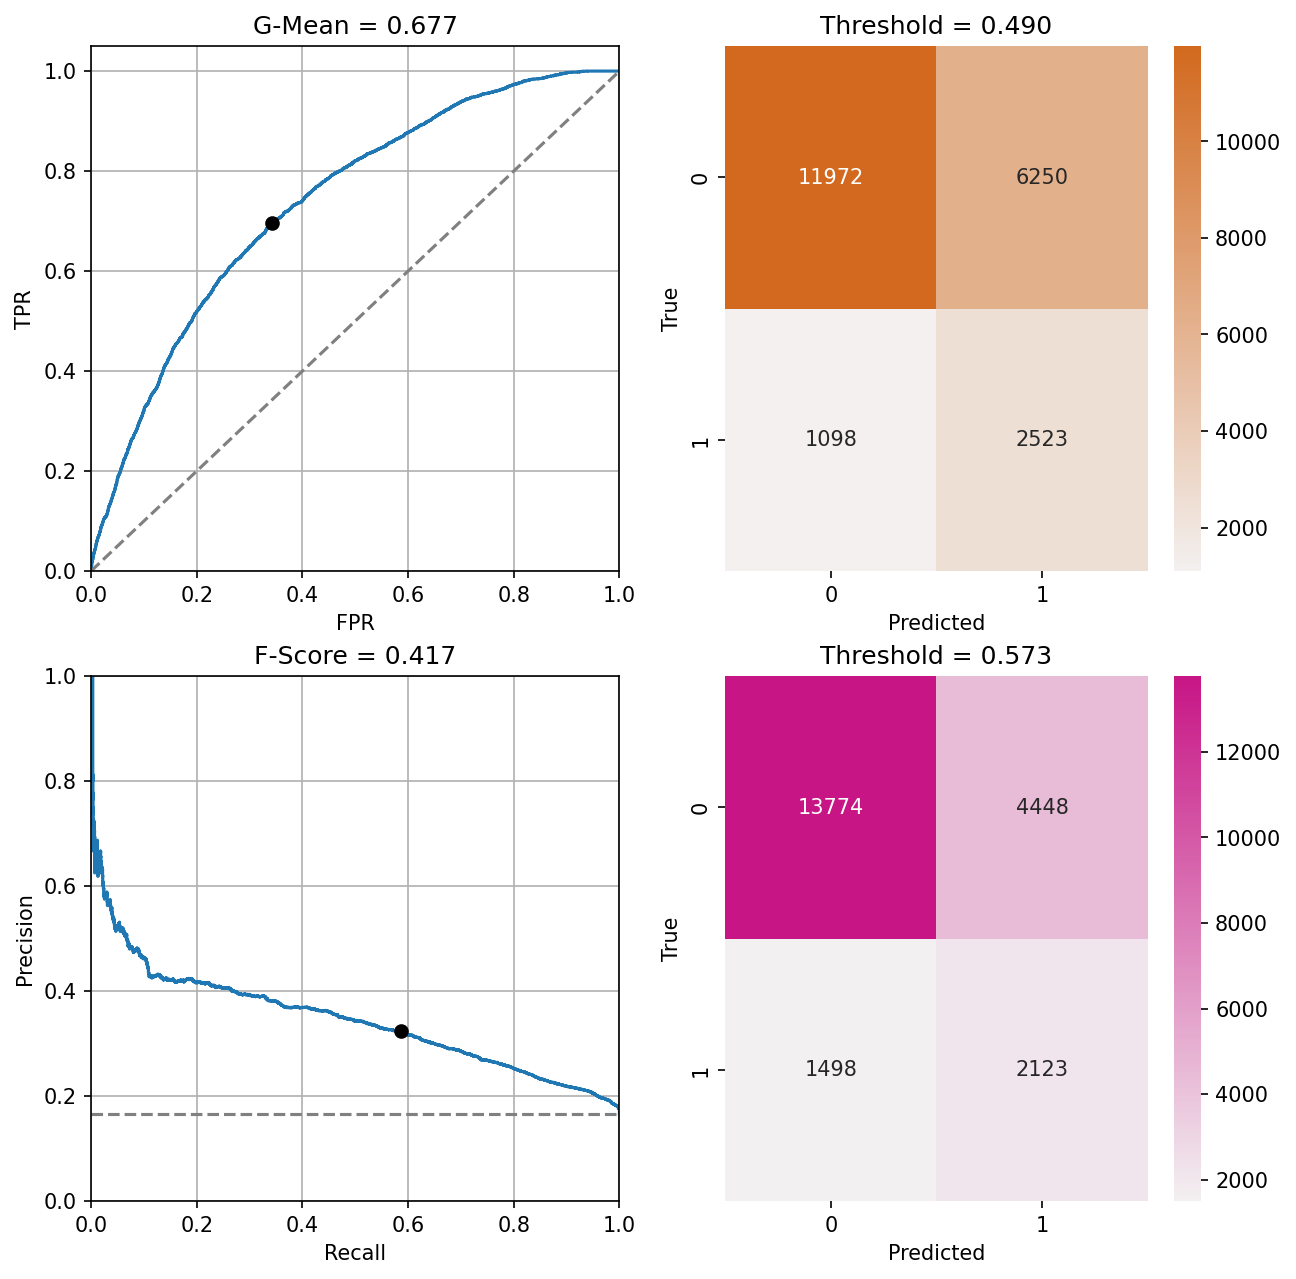 G-Mean = 0.677
1.0
0.8
0.6
0.4
0.2
0.0
TPR
0.0 0.2 0.4 0.6 0.8 1.0
FPR
Threshold = 0.490
0
1
True
11972 6250
1098 2523
0 1
Predicted
10000
8000
6000
4000
2000
F-Score = 0.417
1.0
0.8
0.6
0.4
0.2
0.0
Precision
0.0 0.2 0.4 0.6 0.8 1.0
Recall
Threshold = 0.573
0
1
True
13774 4448
1498 2123
0 1
Predicted
12000
10000
8000
6000
4000
2000